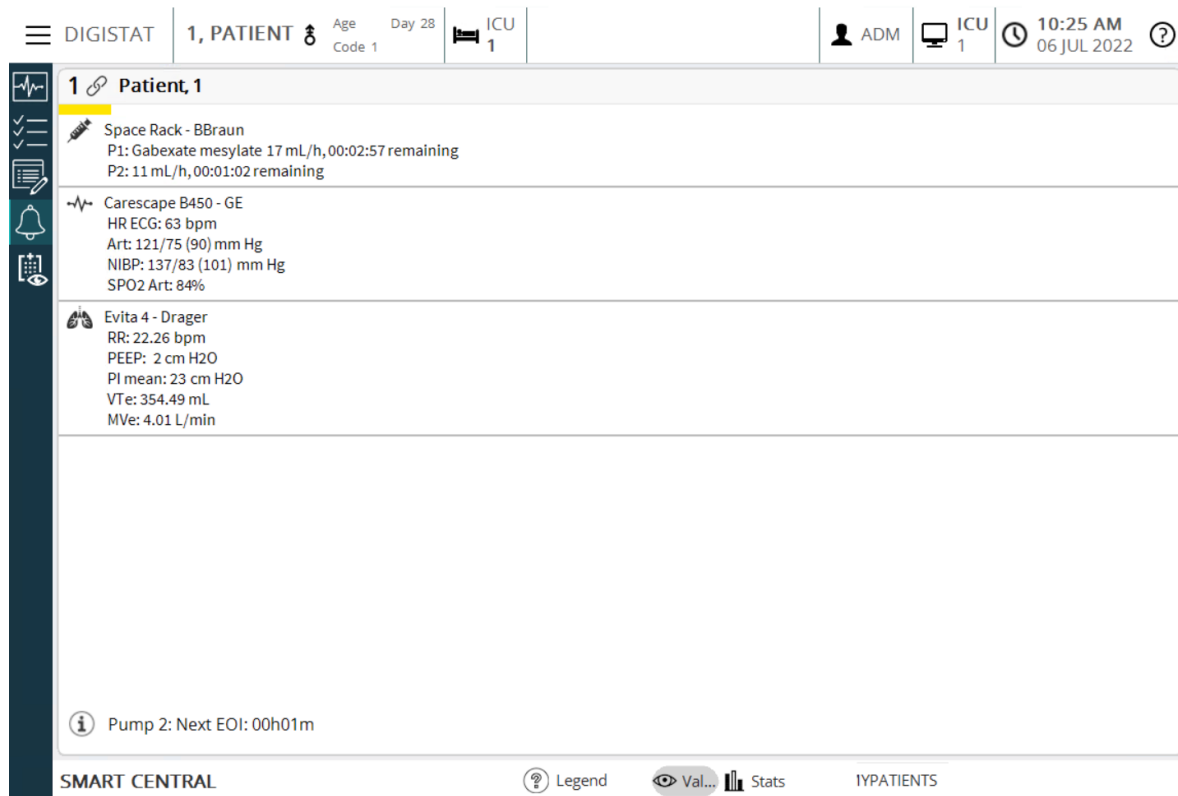 DIGISTAT
1, PATIENT
Age Day 28
Code 1
ICU
1
ADM
ICU
1
10:25 AM
06 JUL 2022
?
1 Patient, 1
Space Rack - BBraun
P1: Gabexate mesylate 17 mL/h, 00:02:57 remaining
P2: 11 mL/h, 00:01:02 remaining
Carescape B450 - GE
HR ECG: 63 bpm
Art: 121/75 (90) mm Hg
NIBP: 137/83 (101) mm Hg
SPO2 Art: 84%
Evita 4 - Drager
RR: 22.26 bpm
PEEP: 2 cm H2O
PI mean: 23 cm H2O
VTe: 354.49 mL
MVe: 4.01 L/min
i Pump 2: Next EOI: 00h01m
SMART CENTRAL ? Legend Val... Stats YPATIENTS